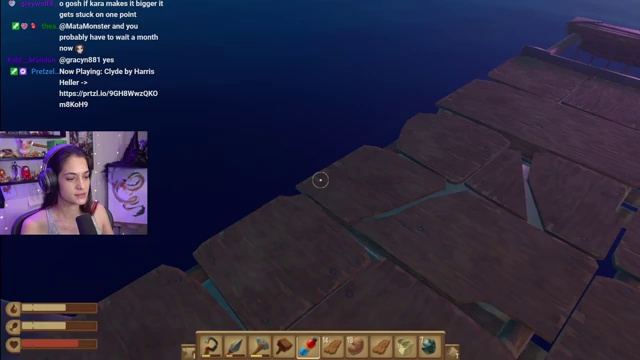 o gosh if kara makes it bigger it
gets stuck on one point
@MataMonster and you
probably have to wait a month
now
@gracyn881 yes
Pretzel
Now Playing: Clyde by Harris
Heller ->
https://prtzl.io/9GH8WwzQKO
m8KoH9